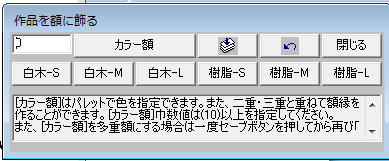 作品を額に飾る
カラー額
閉じる
白木-S 白木-M 白木-L 樹脂-S 樹脂-M 樹脂-L
[カラー額]はパレットで色を指定できます。また、二重・三重と重ねて額縁を
作ることができます。[カラー額]巾数値は(10)以上を指定してください。
また、[カラー額]を多重額にする場合は一度セーブボタンを押してから再び「